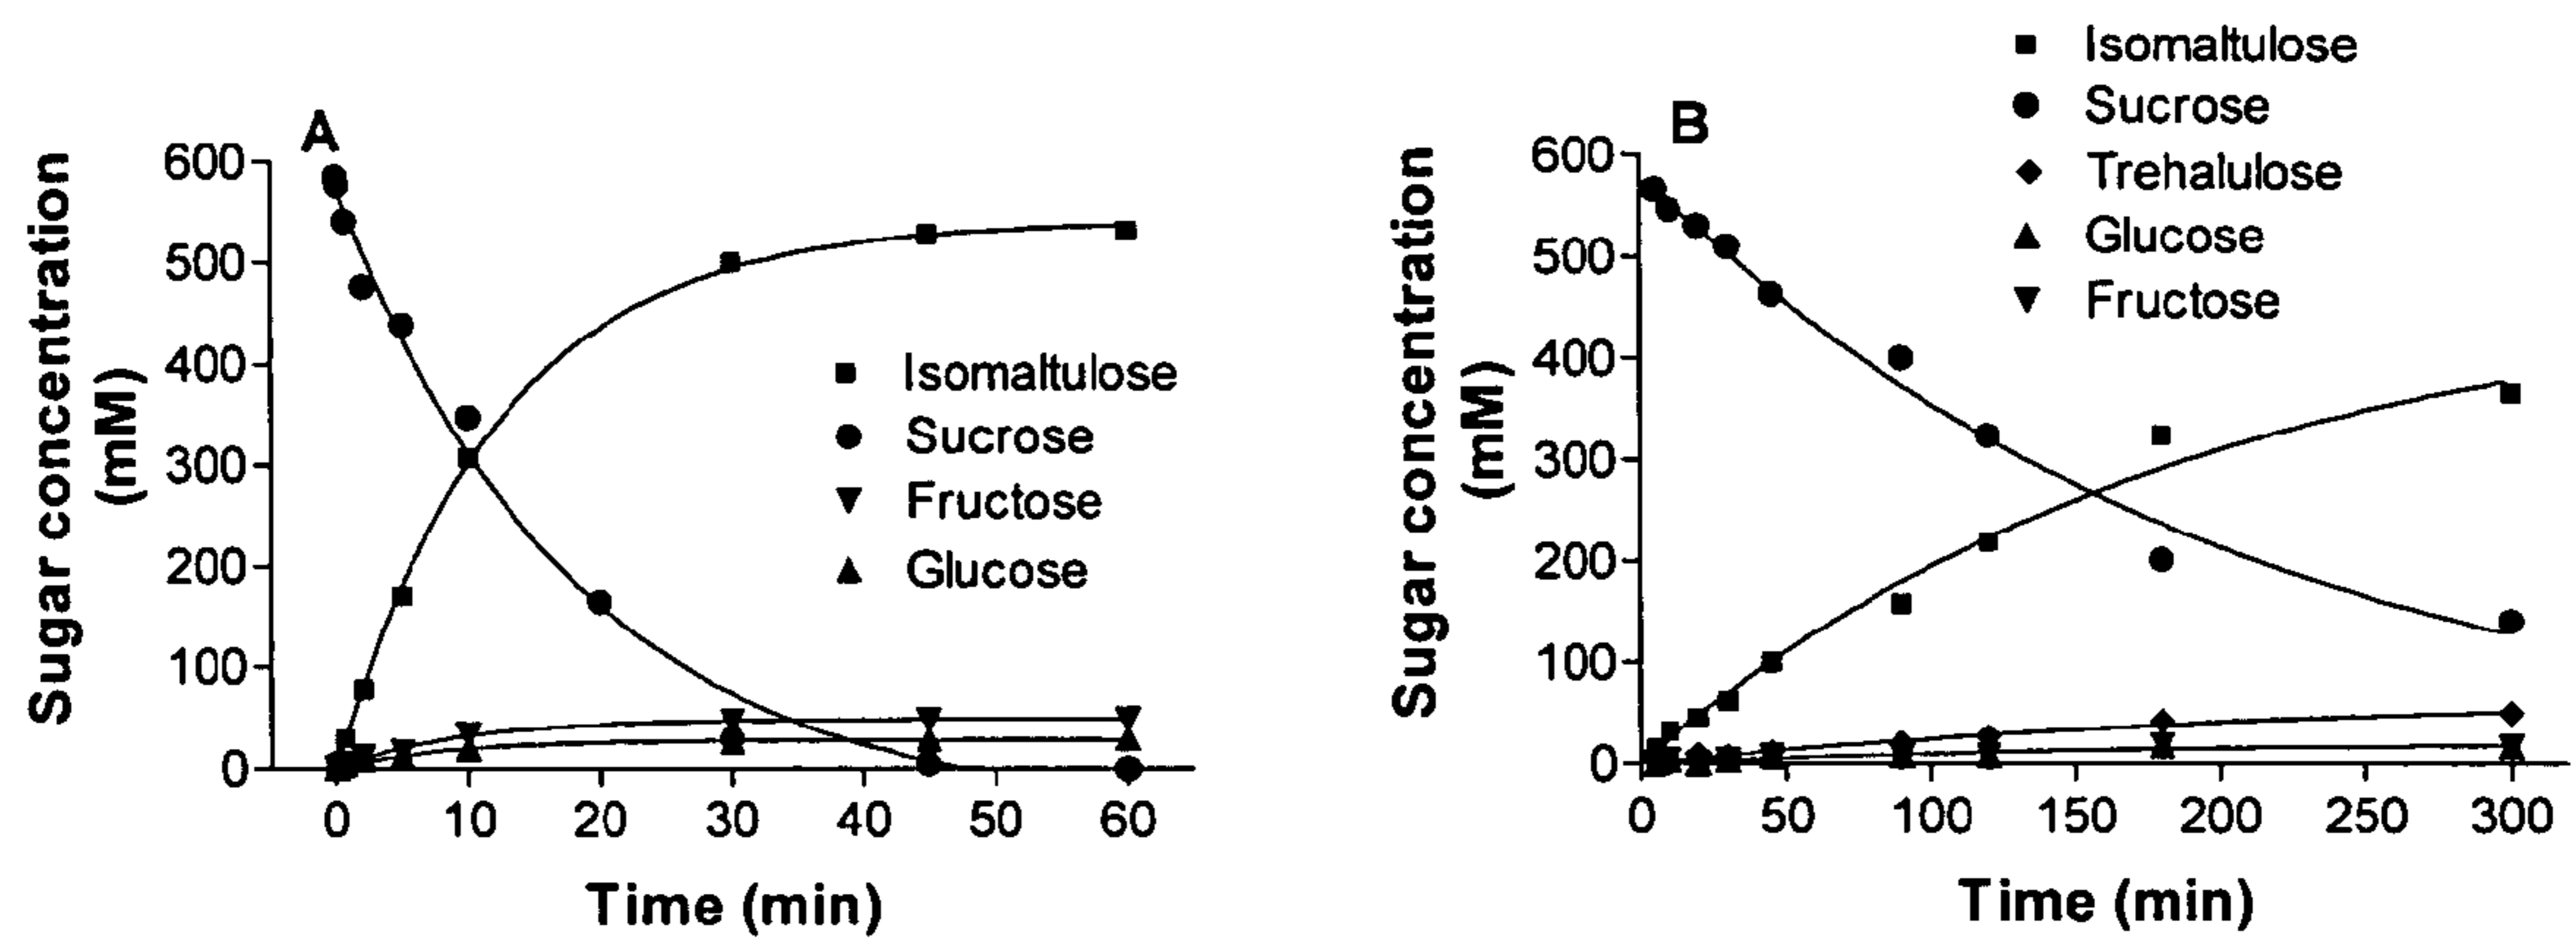 A
Sugar concentration
(mM)
600
500
400
300
200
100
0
Isomaltulose
Sucrose
Fructose
Glucose
0 10 20 30 40 50 60
Time (min)
B
Isomaltulose
Sucrose
Trehalulose
Glucose
Fructose
Sugar concentration
(mM)
600
500
400
300
200
100
0
0 50 100 150 200 250 300
Time (min)